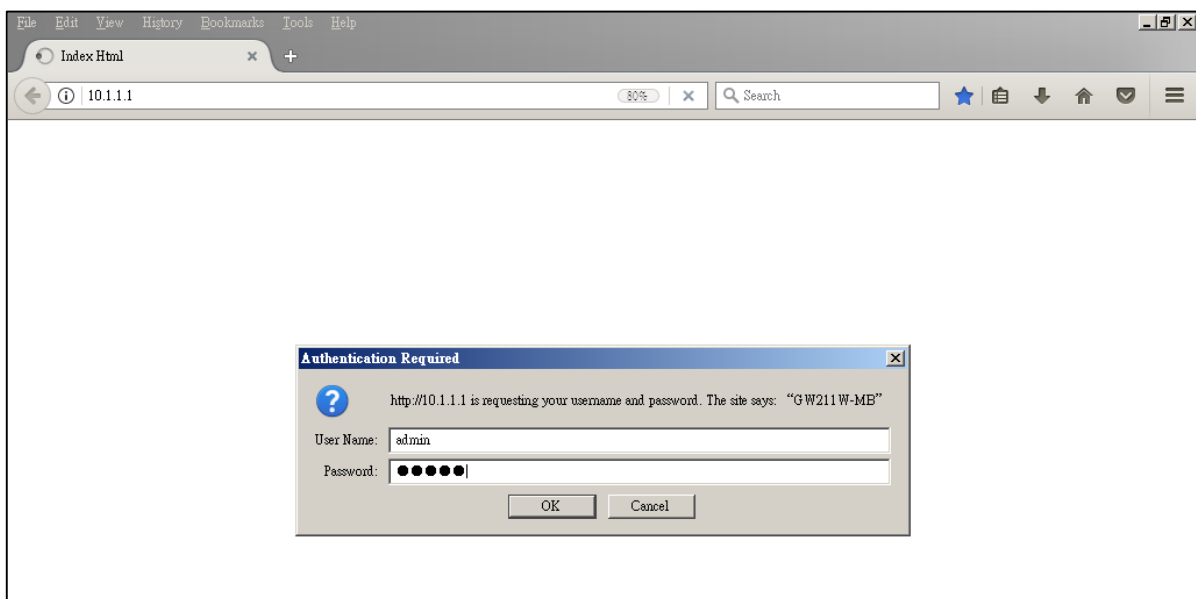 File Edit View History Bookmarks Tools Help
Index Html
10.1.1.1 80% Search
Authentication Required
http://10.1.1.1 is requesting your username and password. The site says: “GW211W-MB”
User Name: admin
Password: ●●●●●
OK Cancel